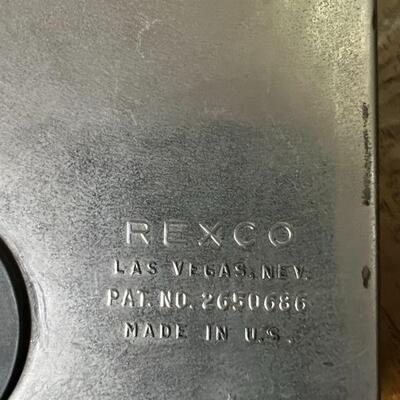 REXCO
LAS VEGAS, NEV.
PAT. NO. 2650686
MADE IN U.S.